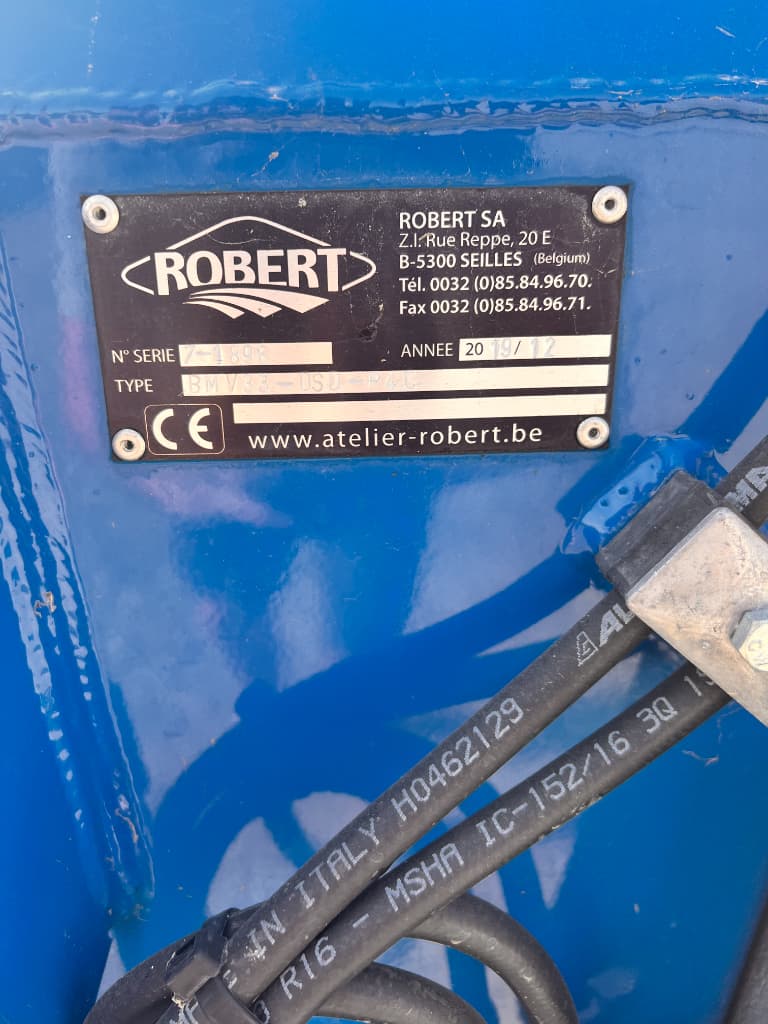 ROBERT
ROBERT SA
Z.I. Rue Reppe, 20 E
B-5300 SEILLES (Belgium)
Tél. 0032 (0)85.84.96.70.
Fax 0032 (0)85.84.96.71.
N° SERIE
ANNEE 2019/12
TYPE
CE
www.atelier-robert.be
IN ITALY H0462129
R16 - MSHA IC-152/16 3Q